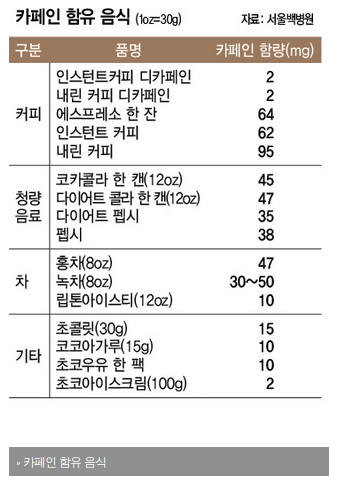 카페인 함유 음식 (1oz=30g) 자료: 서울백병원
구분 품명 카페인 함량(mg)
커피
인스턴트커피 디카페인 2
내린 커피 디카페인 2
에스프레소 한 잔 64
인스턴트 커피 62
내린 커피 95
청량
음료
코카콜라 한 캔(12oz) 45
다이어트 콜라 한 캔(12oz) 47
다이어트 펩시 35
펩시 38
차
홍차(8oz) 47
녹차(8oz) 30~50
립톤아이스티(12oz) 10
기타
초콜릿(30g) 15
코코아가루(15g) 10
초코우유 한 팩 10
초코아이스크림(100g) 2
» 카페인 함유 음식